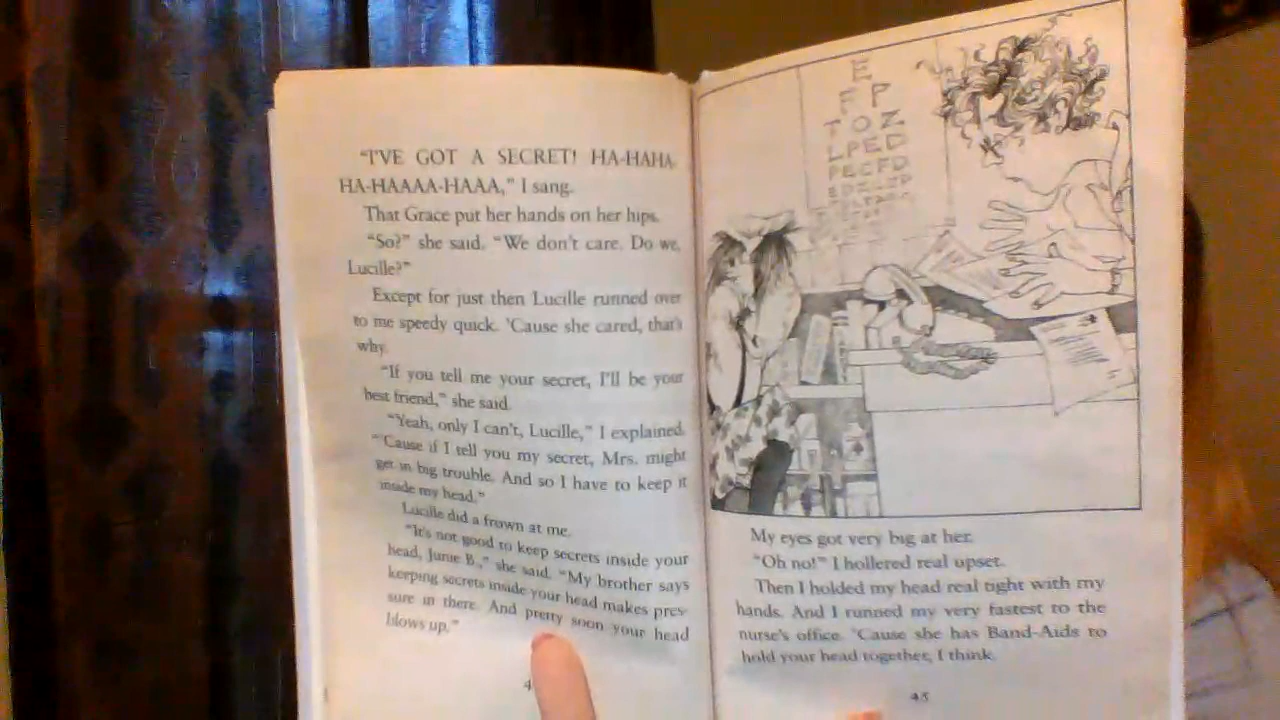 "I'VE GOT A SECRET! HA-HAHA-
HA-HAAAA-HAAA," I sang.
That Grace put her hands on her hips.
"So?" she said. "We don't care. Do we,
Lucille?"
Except for just then Lucille runned over
to me speedy quick. 'Cause she cared, that's
why.
"If you tell me your secret, I'll be your
best friend," she said.
"Yeah, only I can't, Lucille," I explained.
"'Cause if I tell you my secret, Mrs. might
get in big trouble. And so I have to keep it
inside my head."
Lucille did a frown at me.
"It's not good to keep secrets inside your
head, Junie B.," she said. "My brother says
keeping secrets inside your head makes pres-
sure in there. And pretty soon your head
blows up."
4
E
F P
T O N
L P E D
PECFD
My eyes got very big at her.
"Oh no!" I hollered real upset.
Then I holded my head real tight with my
hands. And I runned my very fastest to the
nurse's office. 'Cause she has Band-Aids to
hold your head together, I think.
45